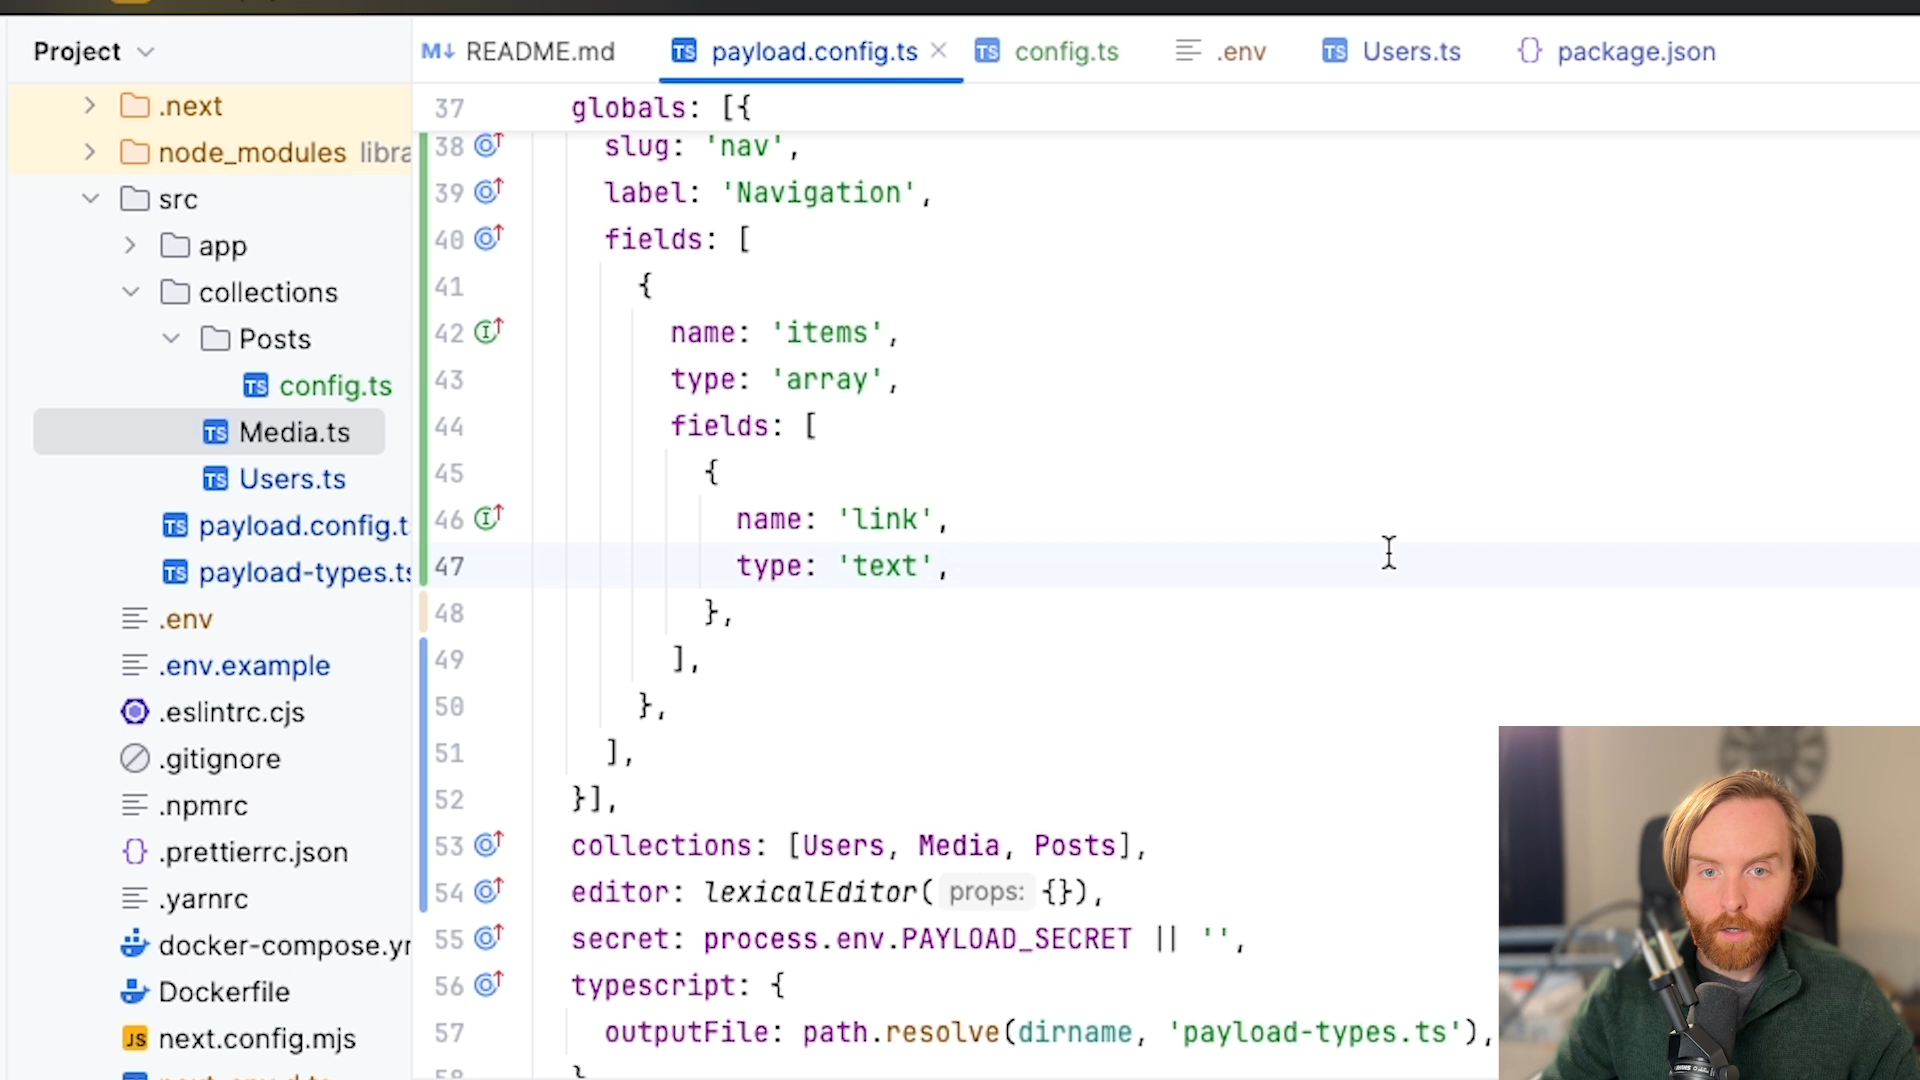 Project
README.md
payload.config.ts
config.ts
.env
Users.ts
package.json
.next
node_modules libra
src
app
collections
Posts
config.ts
Media.ts
Users.ts
payload.config.t
payload-types.ts
.env
.env.example
.eslintrc.cjs
.gitignore
.npmrc
.prettierrc.json
.yarnrc
docker-compose.yr
Dockerfile
next.config.mjs
37 globals: [{
38 slug: 'nav',
39 label: 'Navigation',
40 fields: [
41 {
42 name: 'items',
43 type: 'array',
44 fields: [
45 {
46 name: 'link',
47 type: 'text',
48 },
49 ],
50 },
51 ],
52 }],
53 collections: [Users, Media, Posts],
54 editor: lexicalEditor( props: {}),
55 secret: process.env.PAYLOAD_SECRET || '',
56 typescript: {
57 outputFile: path.resolve(dirname, 'payload-types.ts'),
58 }